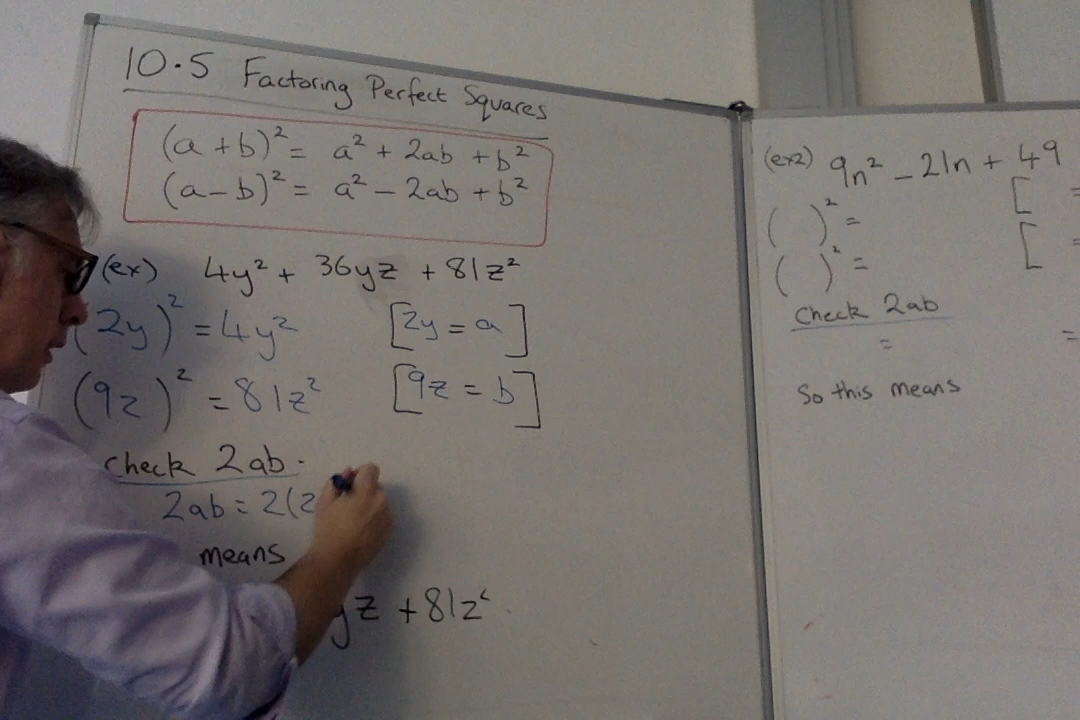 10.5 Factoring Perfect Squares
(a + b)² = a² + 2ab + b²
(a - b)² = a² - 2ab + b²
(ex) 4y² + 36yz + 81z²
(2y)² = 4y² [2y = a]
(9z)² = 81z² [9z = b]
Check 2ab.
2ab = 2(2
means
yz + 81z²
(ex2) 9n² - 21n + 49
( )² = [ =
( )² = [ =
Check 2ab
= =
So this means